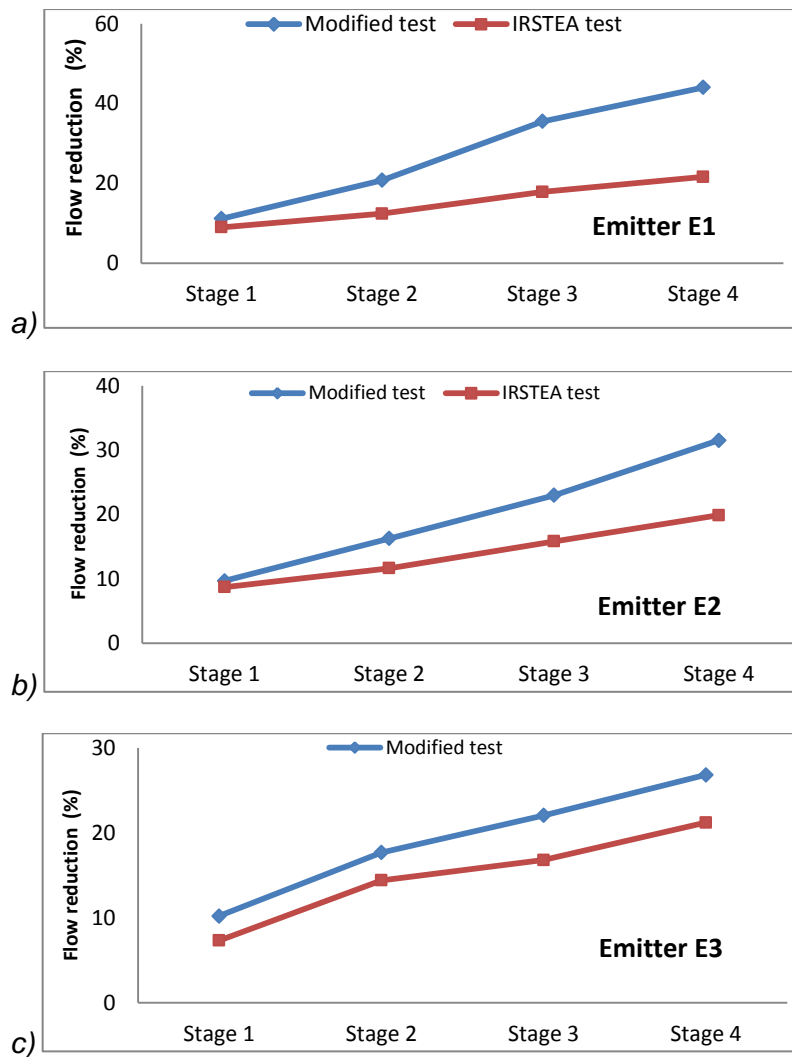 60
Modified test
IRSTEA test
Flow reduction (%)
40
20
0
Emitter E1
Stage 1 Stage 2 Stage 3 Stage 4
a)
40
Modified test
IRSTEA test
Flow reduction (%)
30
20
10
0
Emitter E2
Stage 1 Stage 2 Stage 3 Stage 4
b)
30
Modified test
Flow reduction (%)
20
10
0
Emitter E3
Stage 1 Stage 2 Stage 3 Stage 4
c)